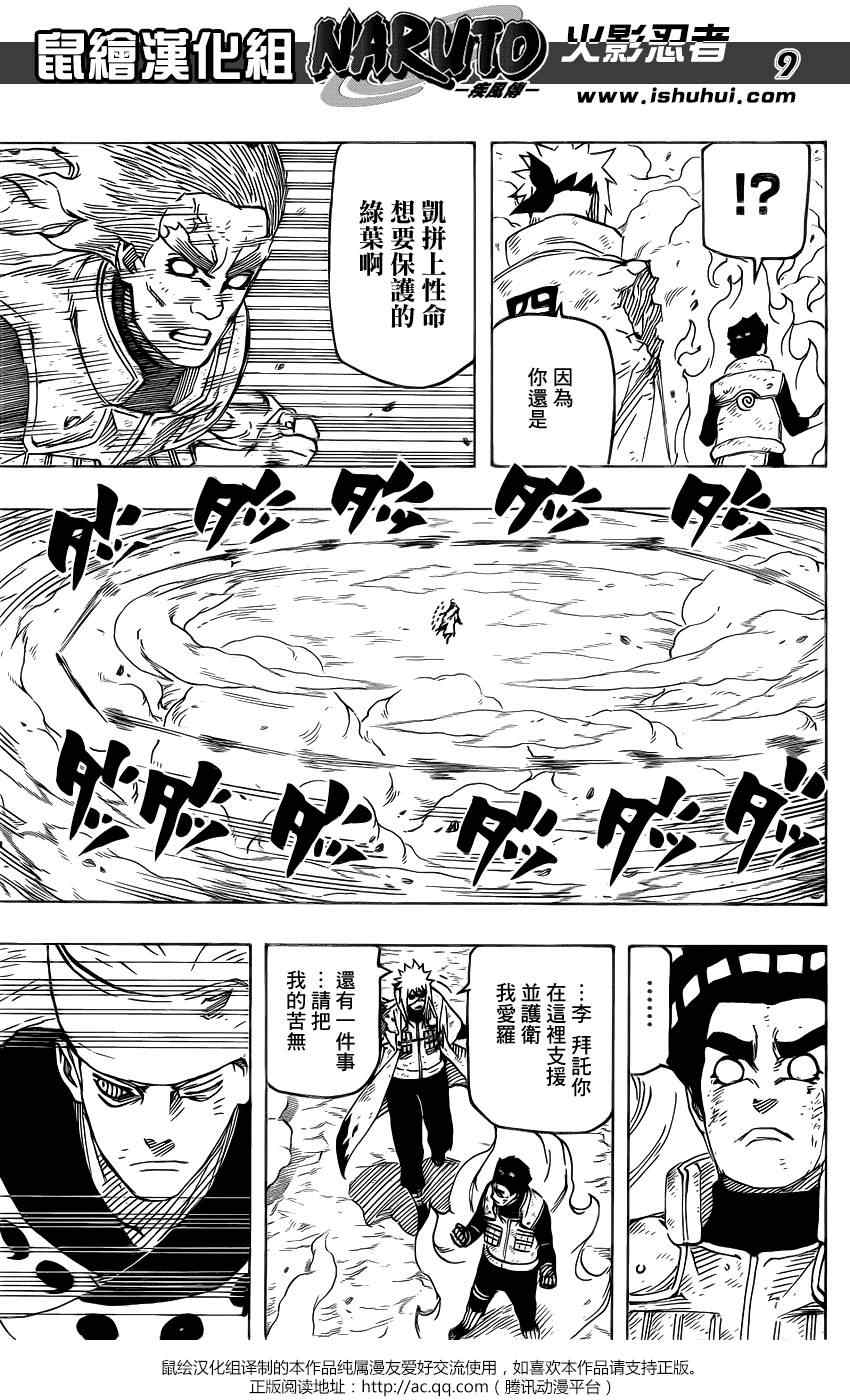 鼠繪漢化組
NARUTO
—疾風傳—
火影忍者
9
www.ishuhui.com
!?
四
因為
你還是
凱拼上性命
想要保護的
綠葉啊
ダッ
ダッ
ダッ
ダッ
ダッ
ダッ
ダッ
ダッ
ダッ
ダッ
ダッ
………
…李 拜託你
在這裡支援
並護衛
我愛羅
還有一件事
…請把
我的苦無
鼠绘汉化组译制的本作品纯属漫友爱好交流使用，如喜欢本作品请支持正版。
正版阅读地址：http://ac.qq.com（腾讯动漫平台）